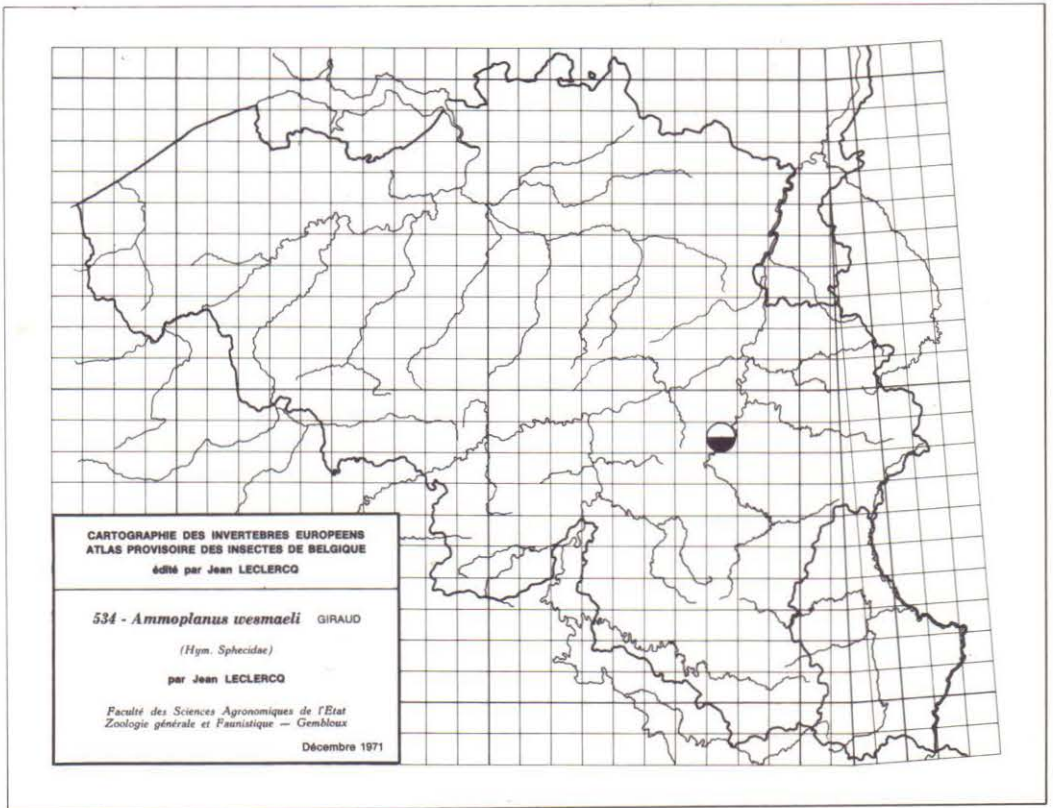 CARTOGRAPHIE DES INVERTEBRES EUROPEENS
ATLAS PROVISOIRE DES INSECTES DE BELGIQUE
édité par Jean LECLERCQ
534 - Ammoplanus wesmaeli GIRAUD
(Hym. Sphecidae)
par Jean LECLERCQ
Faculté des Sciences Agronomiques de l'Etat
Zoologie générale et Faunistique — Gembloux
Décembre 1971